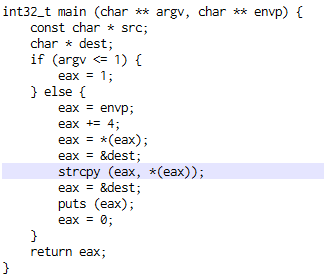 int32_t main (char ** argv, char ** envp) {
const char * src;
char * dest;
if (argv <= 1) {
eax = 1;
} else {
eax = envp;
eax += 4;
eax = *(eax);
eax = &dest;
strcpy (eax, *(eax));
eax = &dest;
puts (eax);
eax = 0;
}
return eax;
}